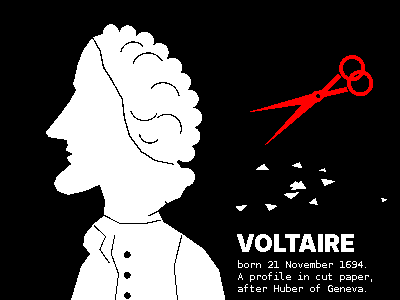 VOLTAIRE
born 21 November 1694.
A profile in cut paper,
after Huber of Geneva.